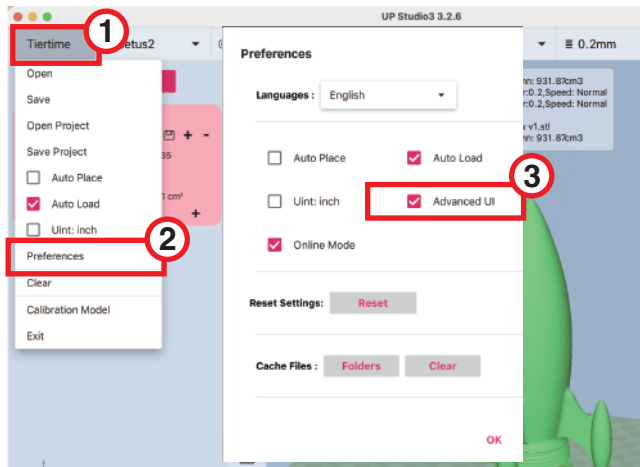 UP Studio3 3.2.6
1
Tiertime
etus2
0.2mm
Open
Save
Open Project
Save Project
Auto Place
Auto Load
Uint: inch
2
Preferences
Clear
Calibration Model
Exit
35
1 cm²
Preferences
Languages :
English
Auto Place
Auto Load
3
Uint: inch
Advanced UI
Online Mode
Reset Settings:
Reset
Cache Files :
Folders
Clear
OK
nn: 931.87cm3
r:0.2,Speed: Normal
r:0.2,Speed: Normal
v v1.stl
nn: 931.87cm3